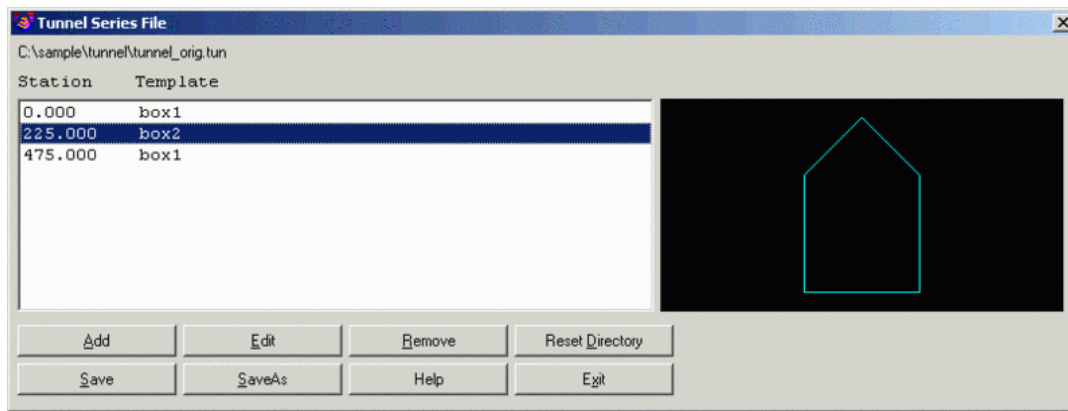 Tunnel Series File
C:\sample\tunnel\tunnel_orig.tun
Station Template
0.000 box1
225.000 box2
475.000 box1
Add Edit Remove Reset Directory
Save SaveAs Help Exit